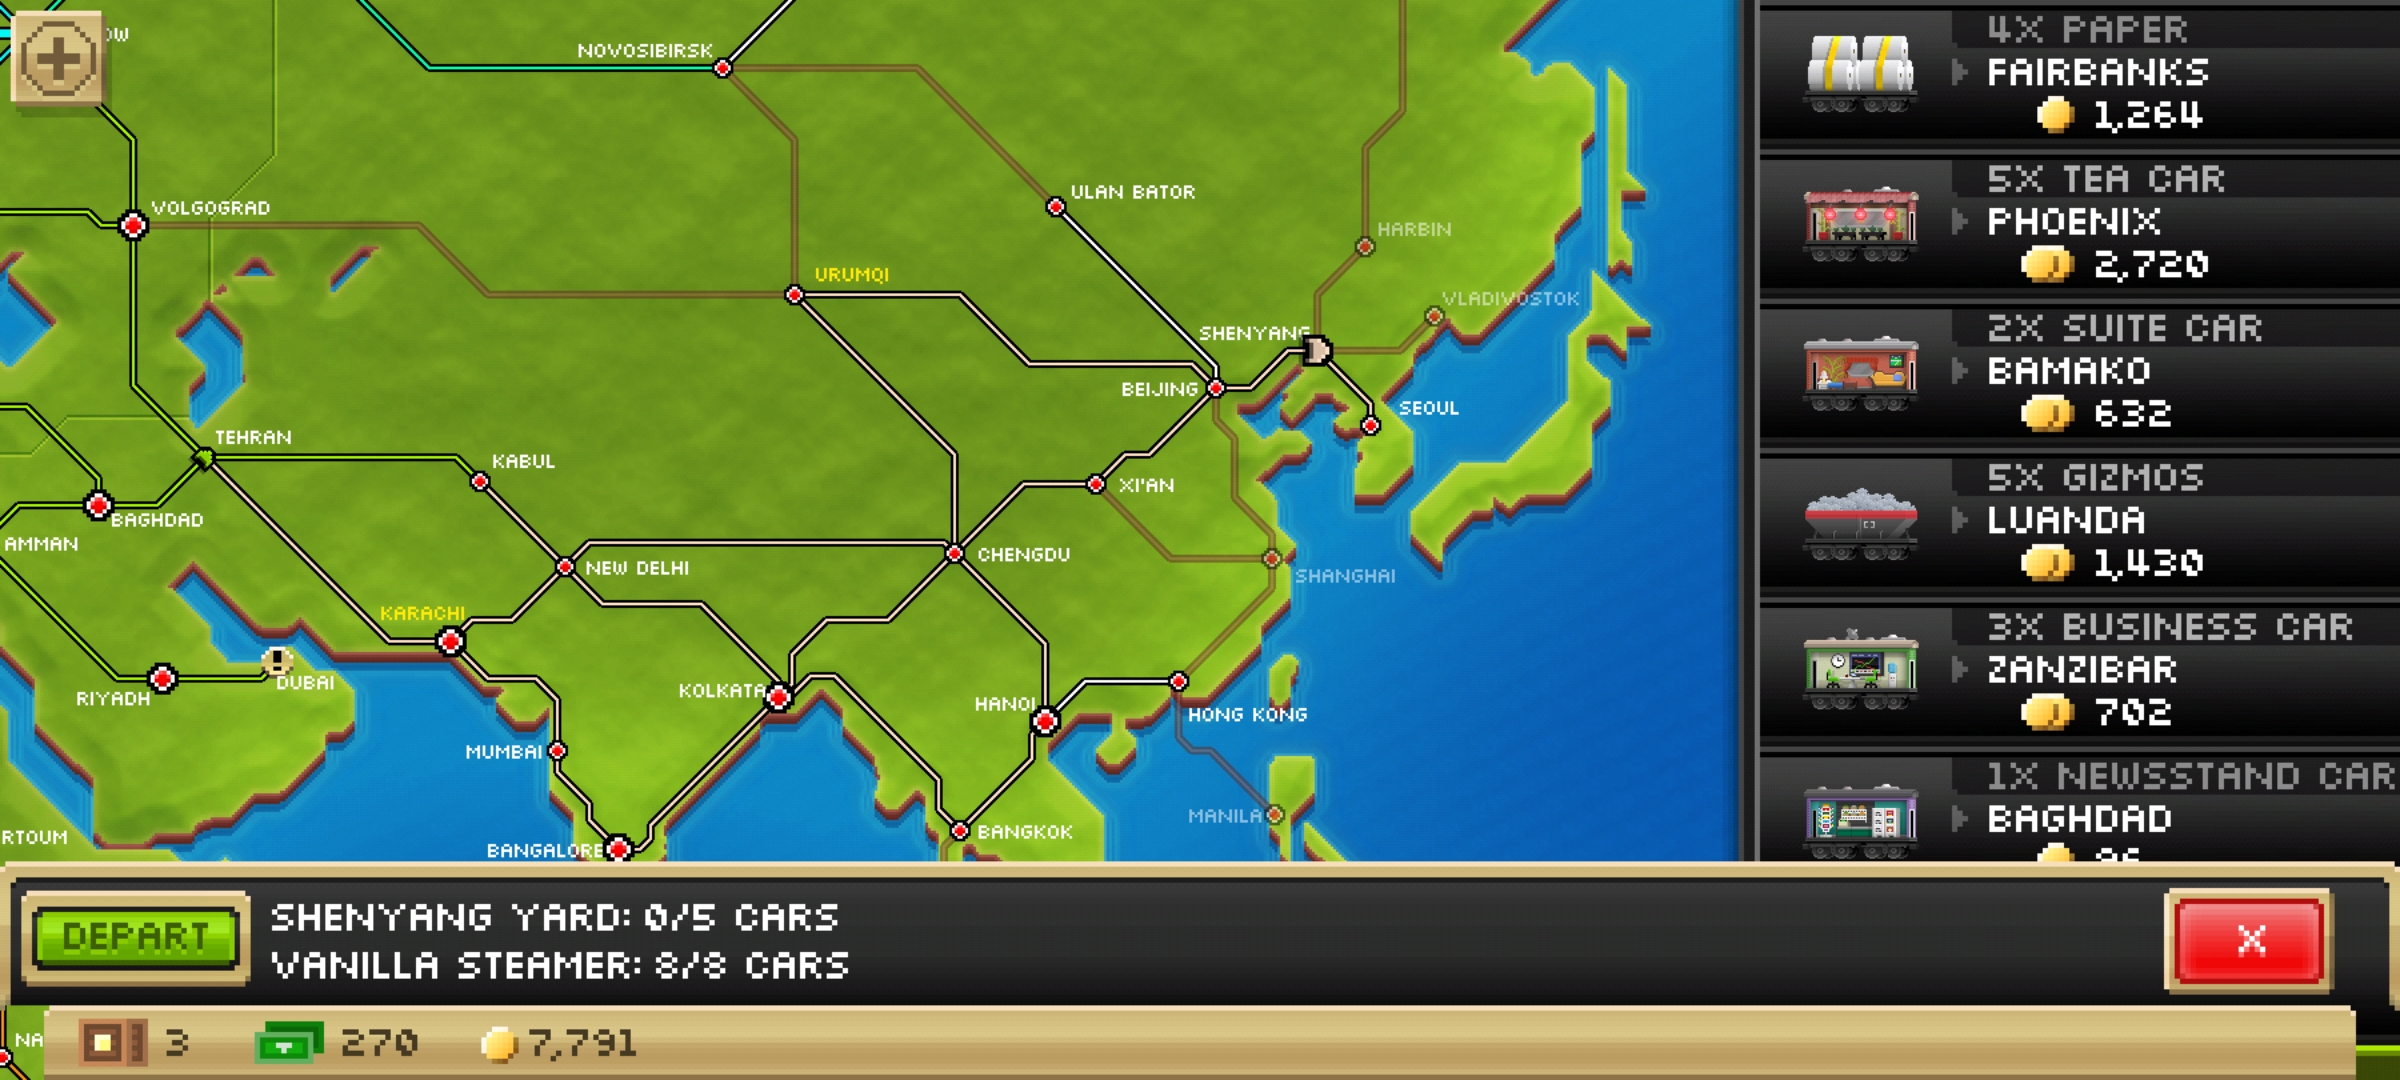 OW
NOVOSIBIRSK
ULAN BATOR
VOLGOGRAD
HARBIN
URUMQI
VLADIVOSTOK
SHENYANG
BEIJING
SEOUL
TEHRAN
KABUL
XI'AN
BAGHDAD
AMMAN
CHENGDU
NEW DELHI
SHANGHAI
KARACHI
DUBAI
RIYADH
KOLKATA
HANOI
HONG KONG
MUMBAI
MANILA
RTOUM
BANGKOK
BANGALORE
4X PAPER
FAIRBANKS
1,264
5X TEA CAR
PHOENIX
2,720
2X SUITE CAR
BAMAKO
632
5X GIZMOS
LUANDA
1,430
3X BUSINESS CAR
ZANZIBAR
702
1X NEWSSTAND CAR
BAGHDAD
DEPART
SHENYANG YARD: 0/5 CARS
VANILLA STEAMER: 8/8 CARS
X
NA
3
270
7,791